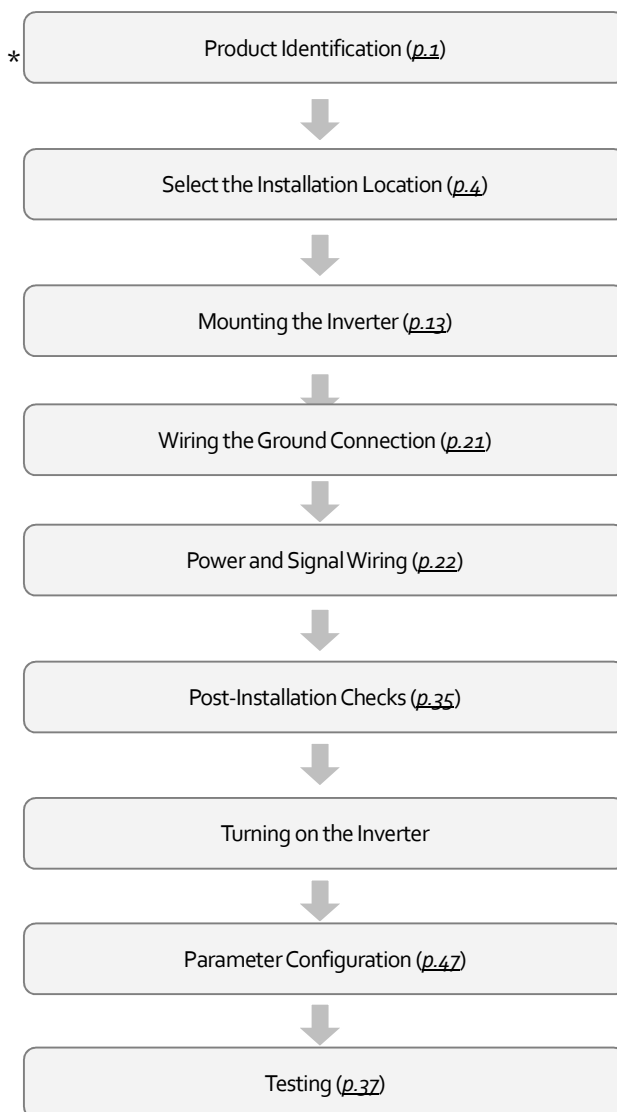 Product Identification (p.1)
*
Select the Installation Location (p.4)
Mounting the Inverter (p.13)
Wiring the Ground Connection (p.21)
Power and Signal Wiring (p.22)
Post-Installation Checks (p.35)
Turning on the Inverter
Parameter Configuration (p.47)
Testing (p.37)